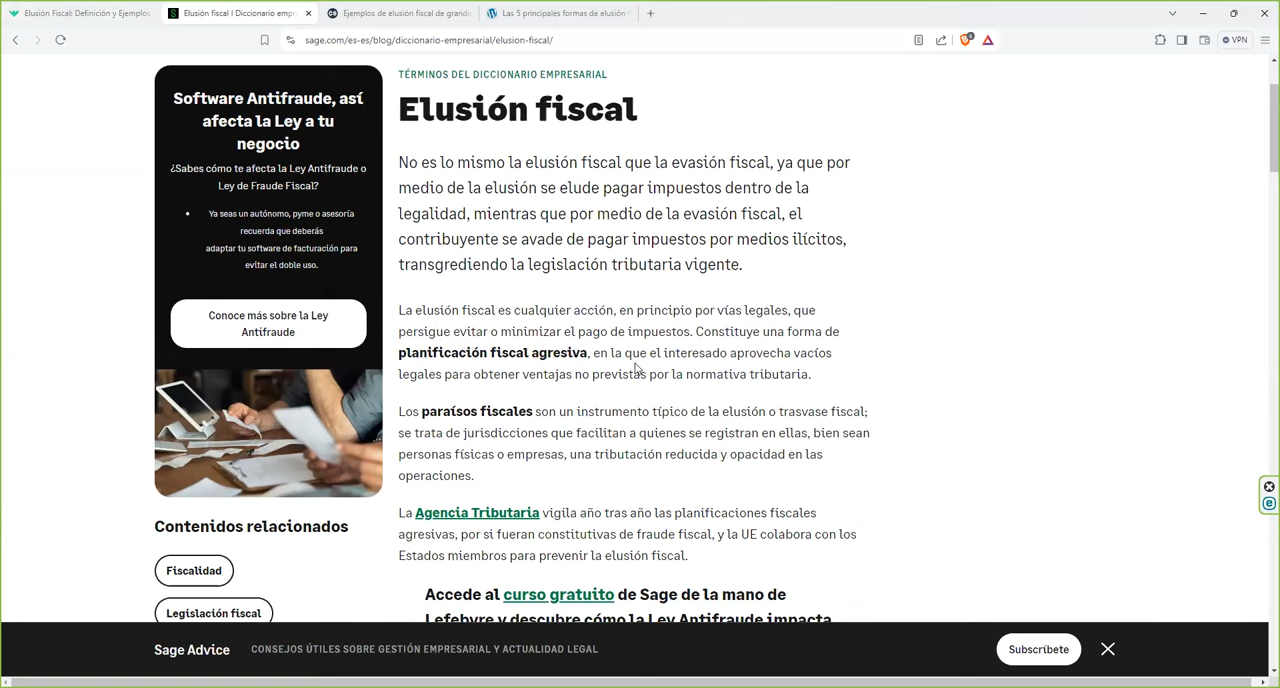 Elusión Fiscal: Definición y Ejemplos
Elusión fiscal | Diccionario empr
Ejemplos de elusión fiscal de grande
Las 5 principales formas de elusión f
sage.com/es-es/blog/diccionario-empresarial/elusion-fiscal/
VPN
Software Antifraude, así
afecta la Ley a tu
negocio
¿Sabes cómo te afecta la Ley Antifraude o
Ley de Fraude Fiscal?
Ya seas un autónomo, pyme o asesoría
recuerda que deberás
adaptar tu software de facturación para
evitar el doble uso.
Conoce más sobre la Ley
Antifraude
Contenidos relacionados
Fiscalidad
Legislación fiscal
TÉRMINOS DEL DICCIONARIO EMPRESARIAL
Elusión fiscal
No es lo mismo la elusión fiscal que la evasión fiscal, ya que por
medio de la elusión se elude pagar impuestos dentro de la
legalidad, mientras que por medio de la evasión fiscal, el
contribuyente se avade de pagar impuestos por medios ilícitos,
transgrediendo la legislación tributaria vigente.
La elusión fiscal es cualquier acción, en principio por vías legales, que
persigue evitar o minimizar el pago de impuestos. Constituye una forma de
planificación fiscal agresiva, en la que el interesado aprovecha vacíos
legales para obtener ventajas no previstas por la normativa tributaria.
Los paraísos fiscales son un instrumento típico de la elusión o trasvase fiscal;
se trata de jurisdicciones que facilitan a quienes se registran en ellas, bien sean
personas físicas o empresas, una tributación reducida y opacidad en las
operaciones.
La Agencia Tributaria vigila año tras año las planificaciones fiscales
agresivas, por si fueran constitutivas de fraude fiscal, y la UE colabora con los
Estados miembros para prevenir la elusión fiscal.
Accede al curso gratuito de Sage de la mano de
Lefebvre y descubre cómo la Ley Antifraude impacta
Sage Advice
CONSEJOS ÚTILES SOBRE GESTIÓN EMPRESARIAL Y ACTUALIDAD LEGAL
Subscríbete